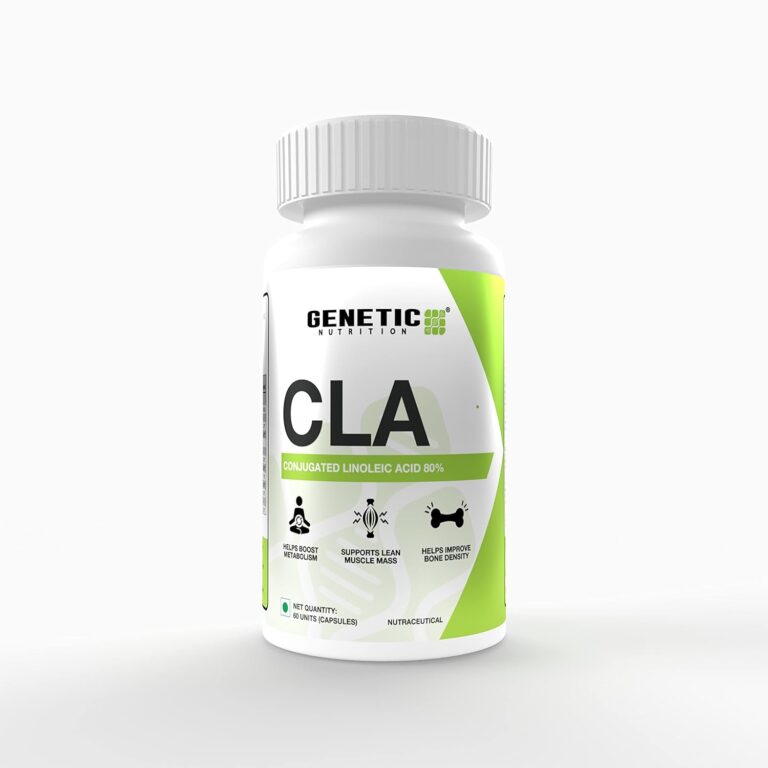 GENETIC®
NUTRITION
CLA
CONJUGATED LINOLEIC ACID 80%
HELPS BOOST
METABOLISM
SUPPORTS LEAN
MUSCLE MASS
HELPS IMPROVE
BONE DENSITY
NET QUANTITY:
60 UNITS (CAPSULES)
NUTRACEUTICAL